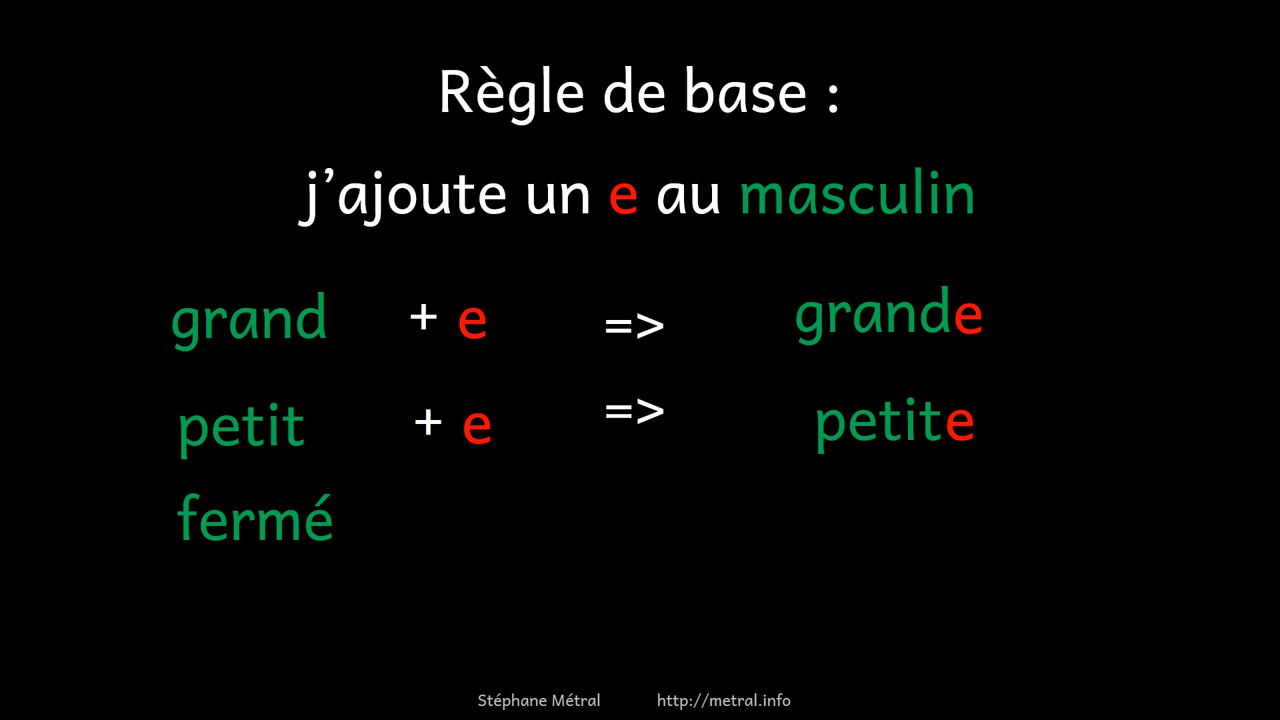 Règle de base :
j’ajoute un e au masculin
grand + e => grande
petit + e => petite
fermé
Stéphane Métral http://metral.info